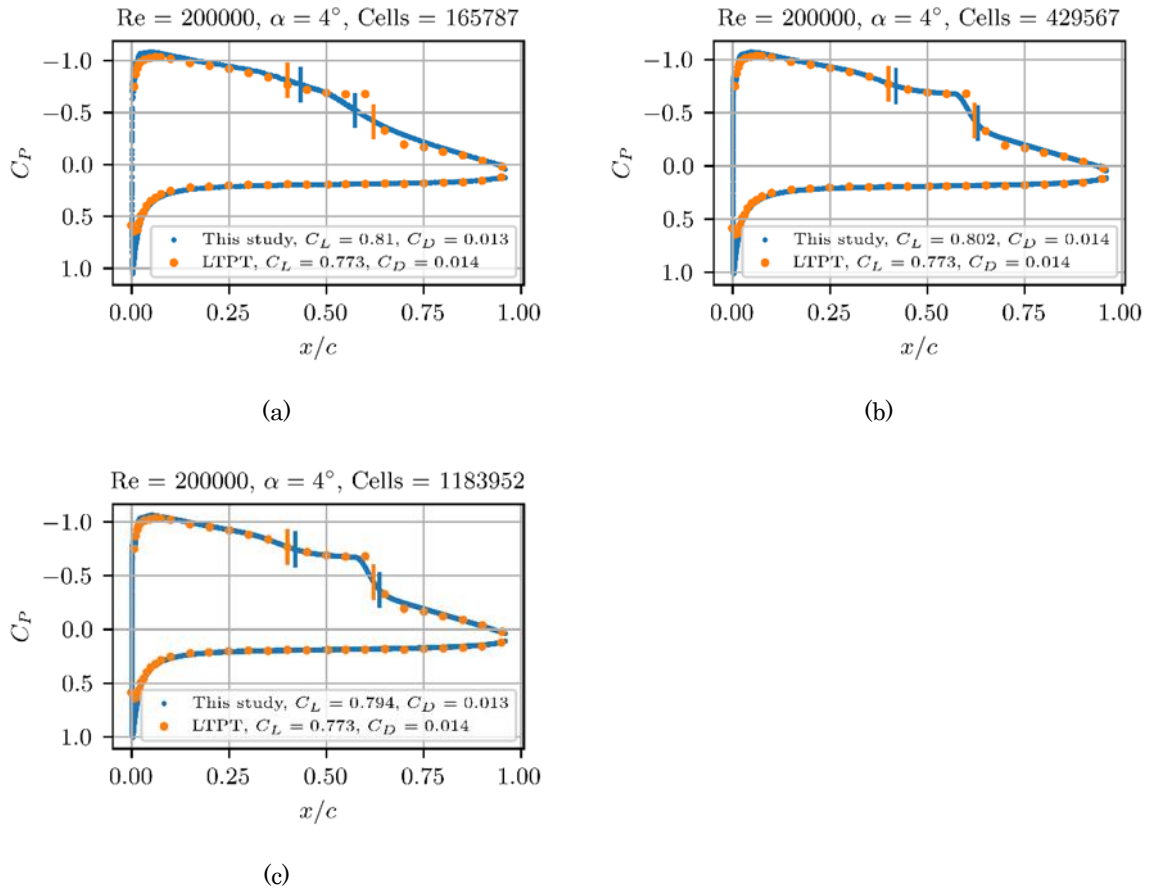 Re = 200000, α = 4°, Cells = 165787
−1.0
−0.5
0.0
0.5
1.0
C_P
This study, C_L = 0.81, C_D = 0.013
LTPT, C_L = 0.773, C_D = 0.014
0.00 0.25 0.50 0.75 1.00
x/c
(a)
Re = 200000, α = 4°, Cells = 429567
−1.0
−0.5
0.0
0.5
1.0
C_P
This study, C_L = 0.802, C_D = 0.014
LTPT, C_L = 0.773, C_D = 0.014
0.00 0.25 0.50 0.75 1.00
x/c
(b)
Re = 200000, α = 4°, Cells = 1183952
−1.0
−0.5
0.0
0.5
1.0
C_P
This study, C_L = 0.794, C_D = 0.013
LTPT, C_L = 0.773, C_D = 0.014
0.00 0.25 0.50 0.75 1.00
x/c
(c)